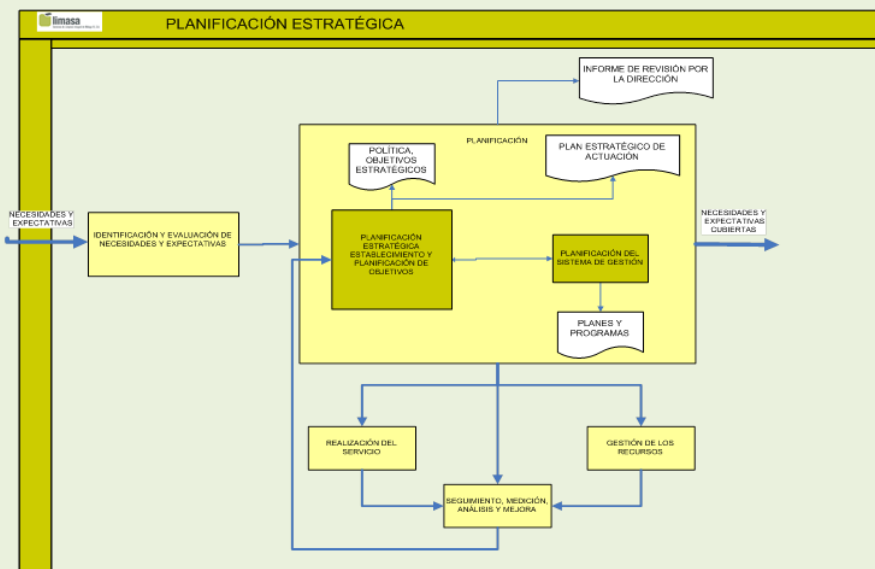 limasa
PLANIFICACIÓN ESTRATÉGICA
INFORME DE REVISIÓN POR
LA DIRECCIÓN
PLANIFICACIÓN
POLÍTICA,
OBJETIVOS
ESTRATÉGICOS
PLAN ESTRATÉGICO DE
ACTUACIÓN
NECESIDADES Y
EXPECTATIVAS
IDENTIFICACIÓN Y EVALUACIÓN DE
NECESIDADES Y EXPECTATIVAS
PLANIFICACIÓN
ESTRATÉGICA
ESTABLECIMIENTO Y
PLANIFICACIÓN DE
OBJETIVOS
PLANIFICACIÓN DEL
SISTEMA DE GESTIÓN
NECESIDADES Y
EXPECTATIVAS
CUBIERTAS
PLANES Y
PROGRAMAS
REALIZACIÓN DEL
SERVICIO
GESTIÓN DE LOS
RECURSOS
SEGUIMIENTO, MEDICIÓN,
ANÁLISIS Y MEJORA